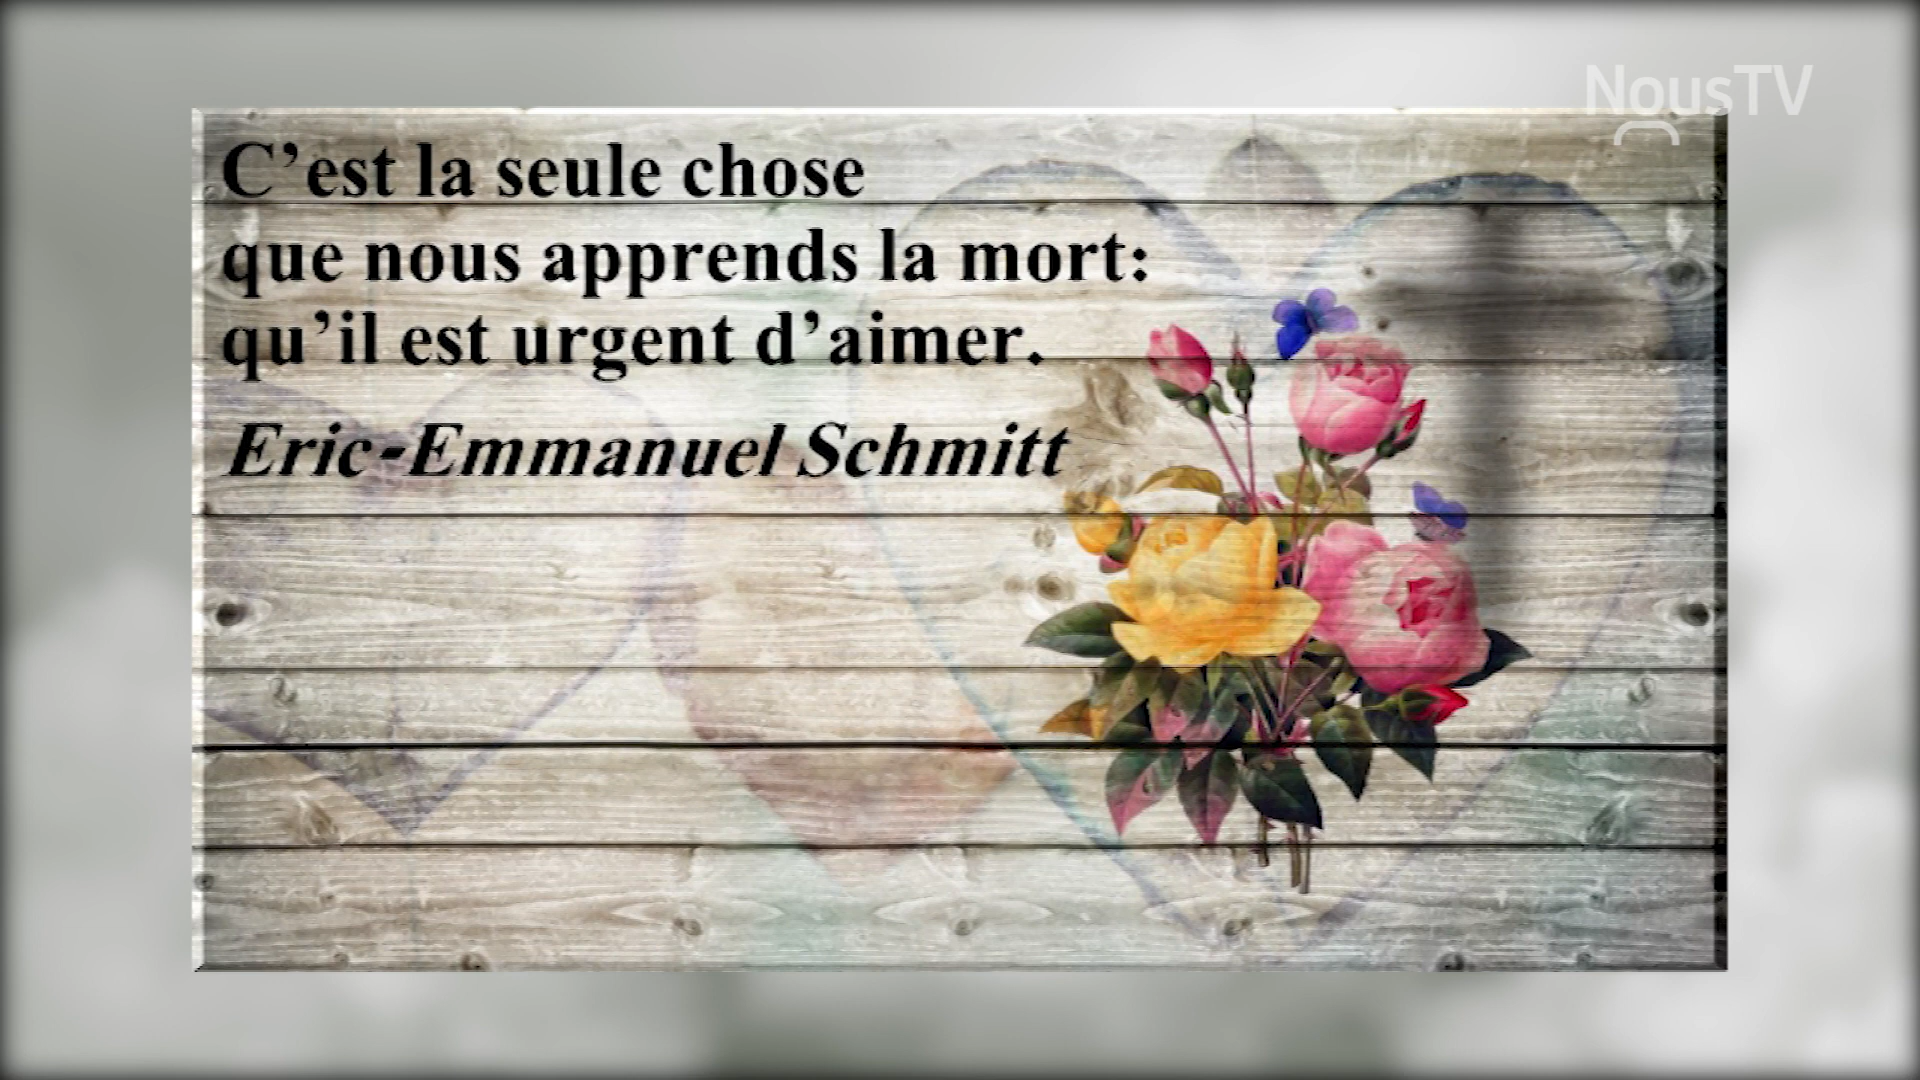 NousTV
C’est la seule chose
que nous apprends la mort:
qu’il est urgent d’aimer.
Eric-Emmanuel Schmitt